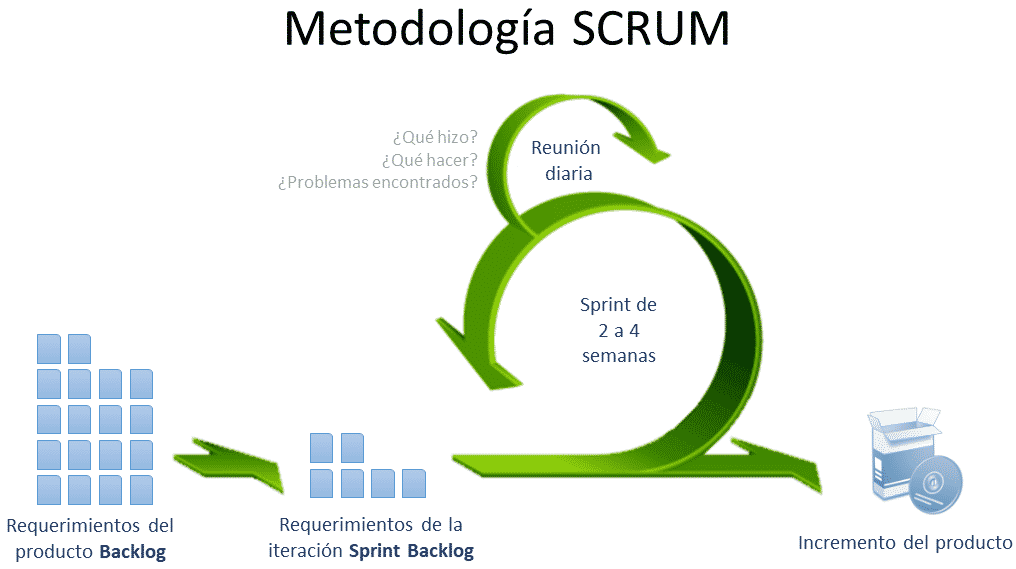 Metodología SCRUM
¿Qué hizo?
¿Qué hacer?
¿Problemas encontrados?
Reunión
diaria
Sprint de
2 a 4
semanas
Requerimientos del
producto Backlog
Requerimientos de la
iteración Sprint Backlog
Incremento del producto